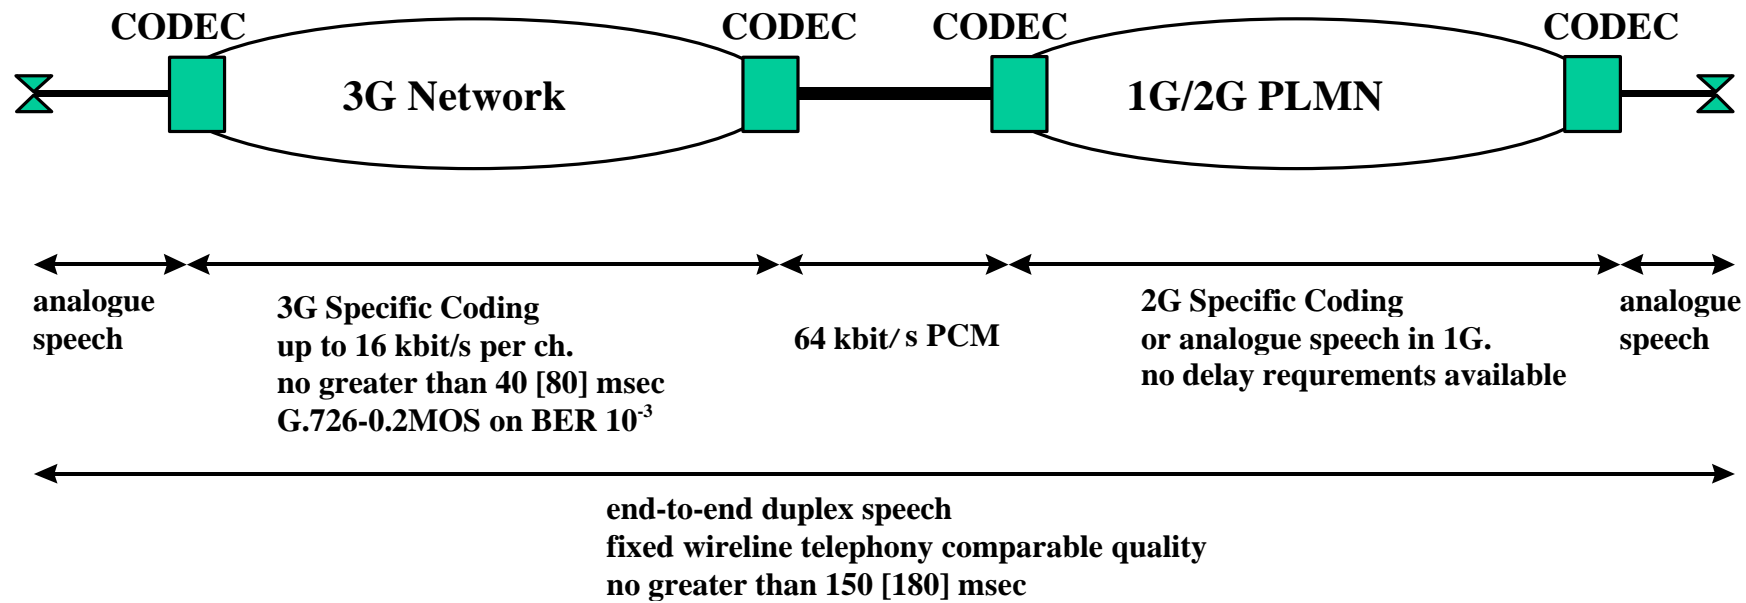 CODEC
CODEC
CODEC
CODEC
3G Network
1G/2G PLMN
analogue
speech
3G Specific Coding
up to 16 kbit/s per ch.
no greater than 40 [80] msec
G.726-0.2MOS on BER 10⁻³
64 kbit/s PCM
2G Specific Coding
or analogue speech in 1G.
no delay requrements available
analogue
speech
end-to-end duplex speech
fixed wireline telephony comparable quality
no greater than 150 [180] msec